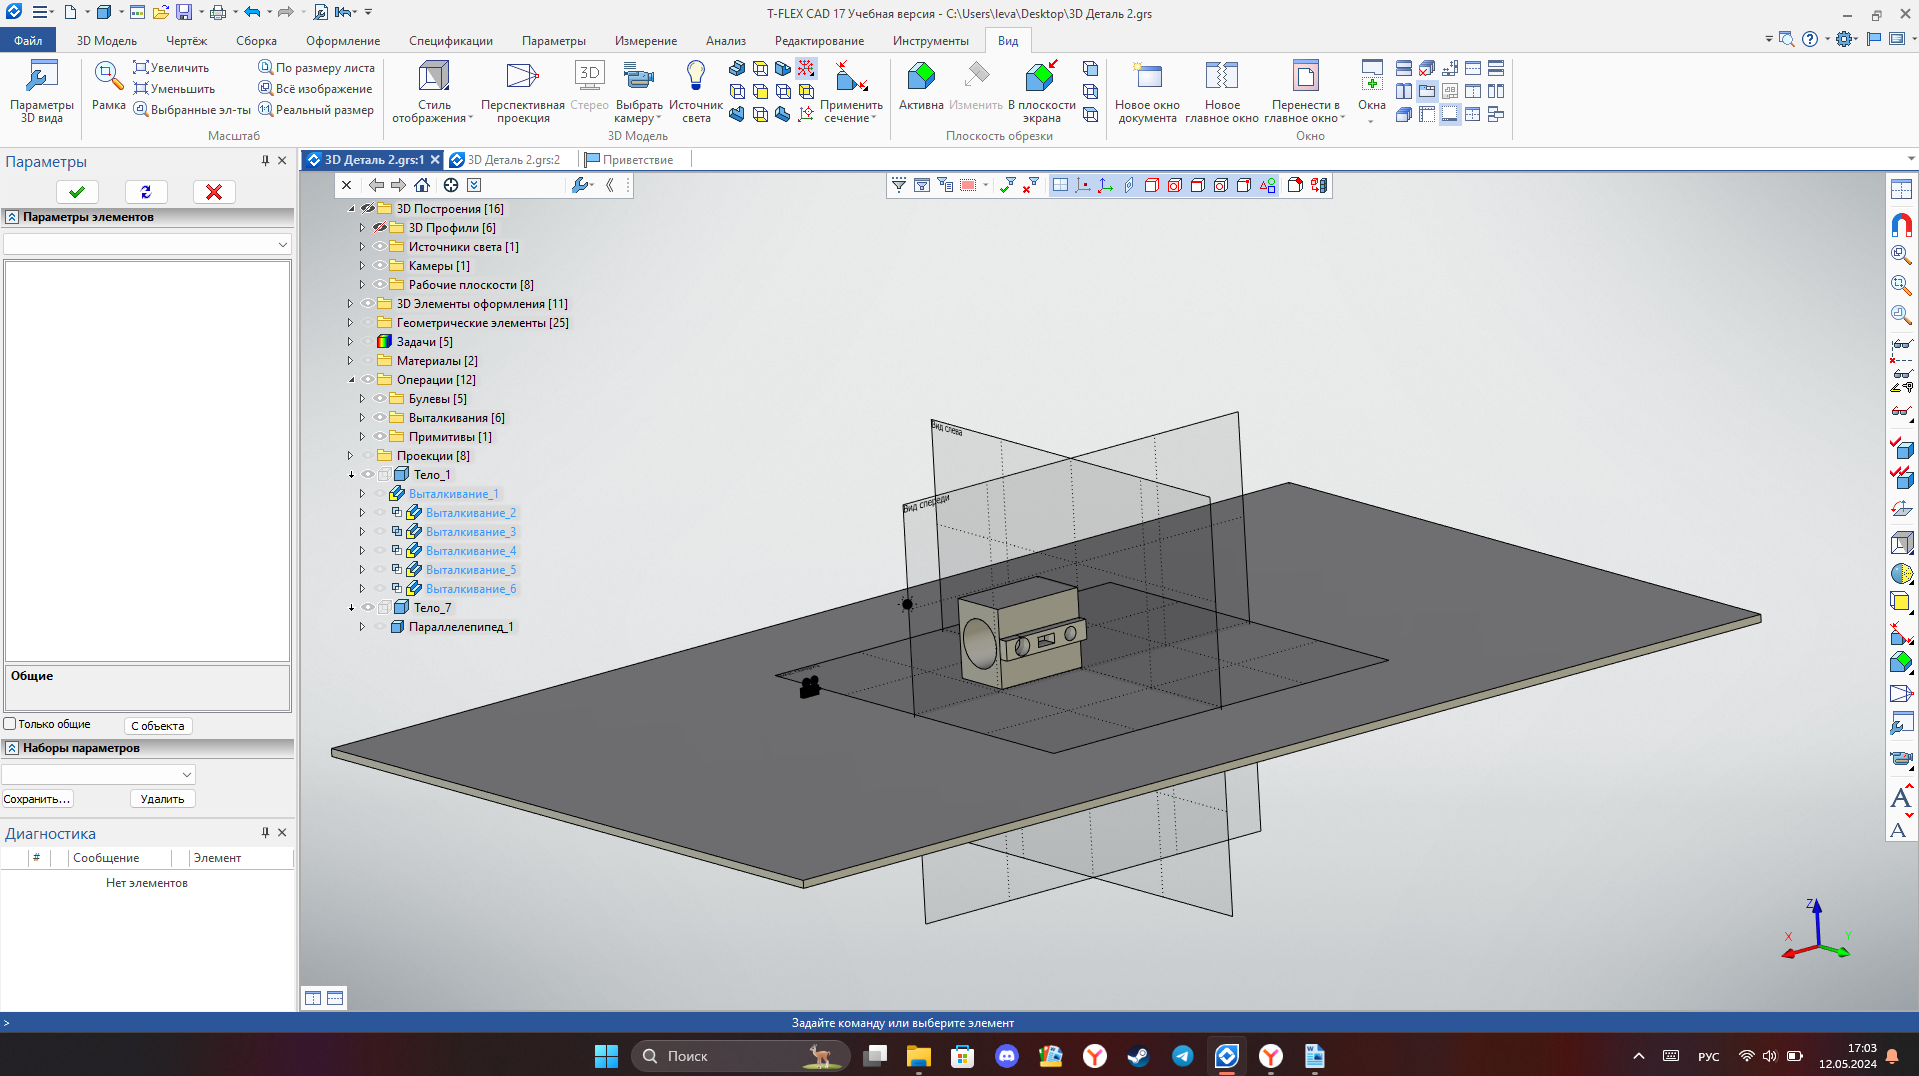 T-FLEX CAD 17 Учебная версия - C:\Users\leva\Desktop\3D Деталь 2.grs
Файл
3D Модель
Чертёж
Сборка
Оформление
Спецификации
Параметры
Измерение
Анализ
Редактирование
Инструменты
Вид
Параметры
3D вида
Рамка
Увеличить
Уменьшить
Выбранные эл-ты
По размеру листа
Всё изображение
Реальный размер
Масштаб
Стиль
отображения
Перспективная
проекция
3D
Стерео
Выбрать
камеру
Источник
света
Применить
сечение
3D Модель
Активна
Изменить
В плоскости
экрана
Плоскость обрезки
Новое окно
документа
Новое
главное окно
Перенести в
главное окно
Окна
Окно
Параметры
Параметры элементов
Общие
Только общие
С объекта
Наборы параметров
Сохранить...
Удалить
Диагностика
#
Сообщение
Элемент
Нет элементов
3D Деталь 2.grs:1
3D Деталь 2.grs:2
Приветствие
3D Построения [16]
3D Профили [6]
Источники света [1]
Камеры [1]
Рабочие плоскости [8]
3D Элементы оформления [11]
Геометрические элементы [25]
Задачи [5]
Материалы [2]
Операции [12]
Булевы [5]
Выталкивания [6]
Примитивы [1]
Проекции [8]
Тело_1
Выталкивание_1
Выталкивание_2
Выталкивание_3
Выталкивание_4
Выталкивание_5
Выталкивание_6
Тело_7
Параллелепипед_1
Вид слева
Вид спереди
Z
X
Y
>
Задайте команду или выберите элемент
Поиск
РУС
17:03
12.05.2024